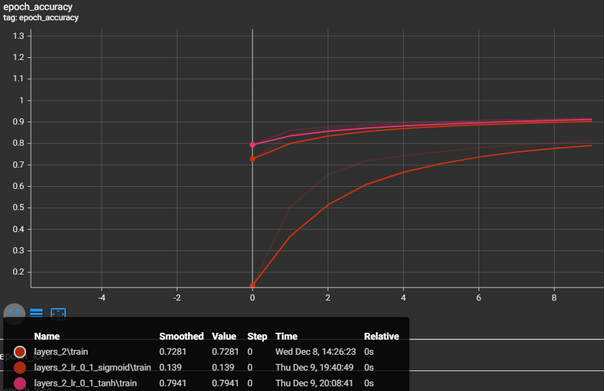 epoch_accuracy
tag: epoch_accuracy
1.3
1.2
1.1
1
0.9
0.8
0.7
0.6
0.5
0.4
0.3
0.2
-4 -2 0 2 4 6 8
Name Smoothed Value Step Time Relative
layers_2\train 0.7281 0.7281 0 Wed Dec 8, 14:26:23 0s
layers_2_lr_0_1_sigmoid\train 0.139 0.139 0 Thu Dec 9, 19:40:49 0s
layers_2_lr_0_1_tanh\train 0.7941 0.7941 0 Thu Dec 9, 20:08:41 0s